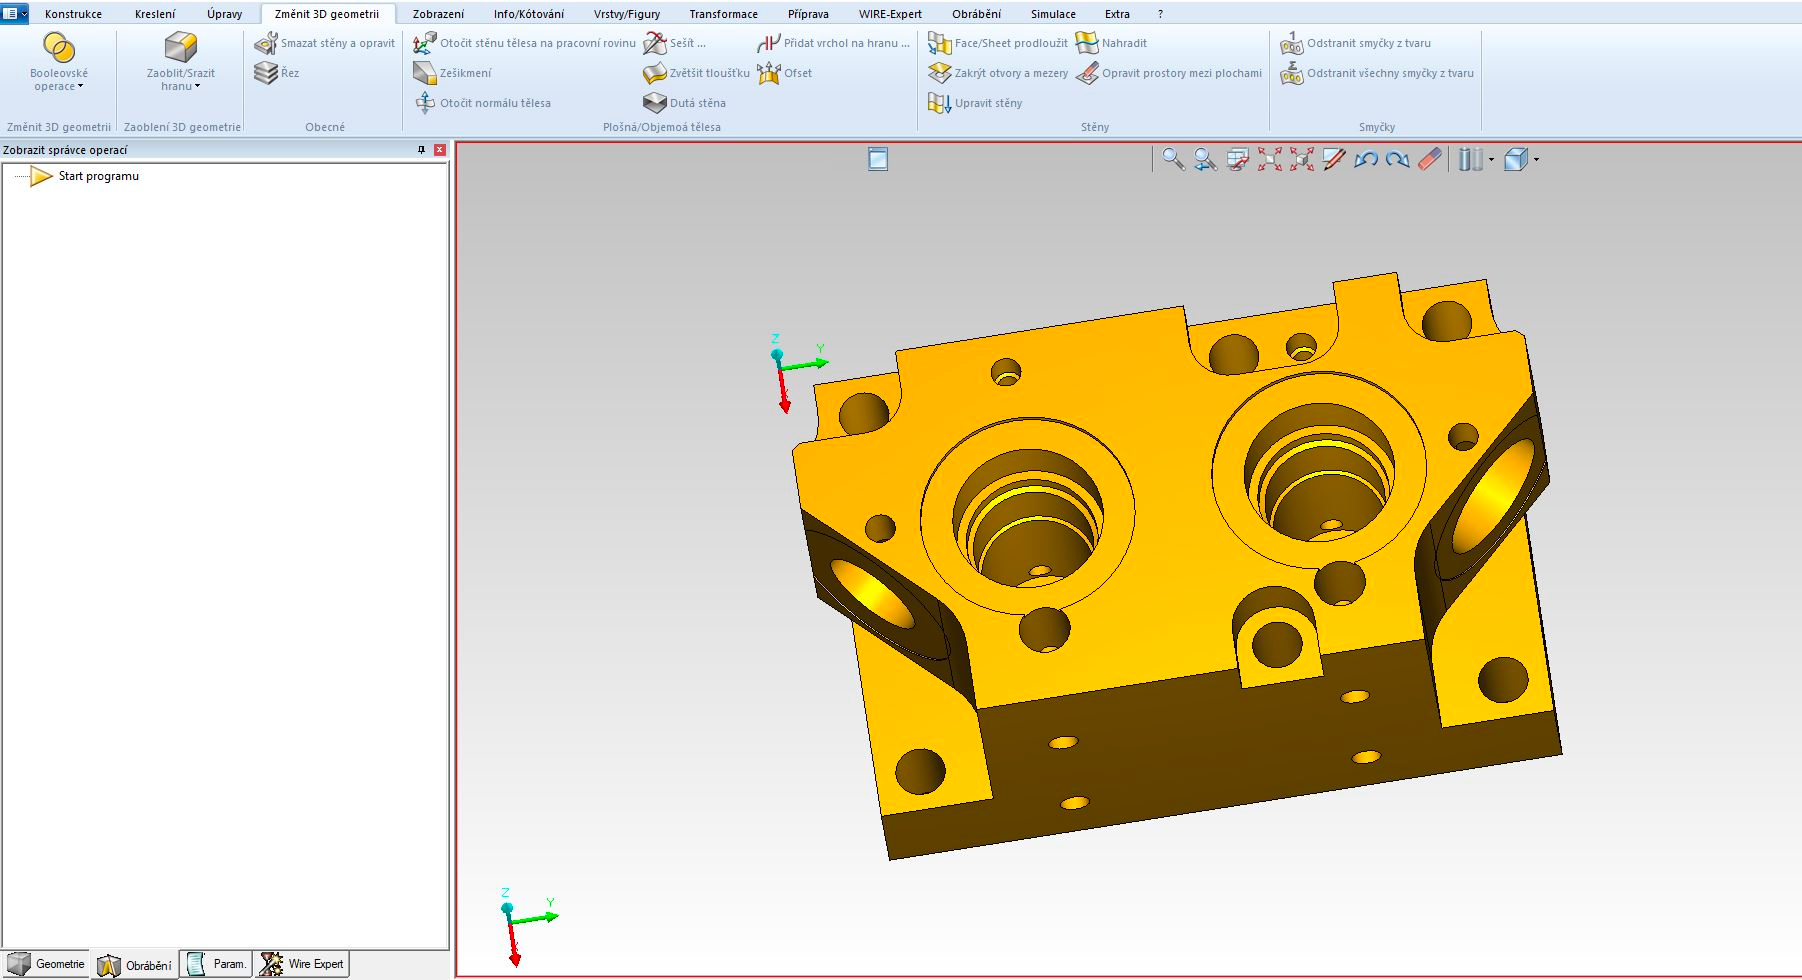 Konstrukce Kreslení Úpravy Změnit 3D geometrii Zobrazení Info/Kótování Vrstvy/Figury Transformace Příprava WIRE-Expert Obrábění Simulace Extra ?
Booleovské operace
Změnit 3D geometrii
Zaoblit/Srazit hranu
Zaoblení 3D geometrie
Smazat stěny a opravit
Řez
Obecné
Otočit stěnu tělesa na pracovní rovinu
Zešikmení
Otočit normálu tělesa
Sešít ...
Zvětšit tloušťku
Dutá stěna
Přidat vrchol na hranu ...
Ofset
Plošná/Objemoá tělesa
Face/Sheet prodloužit
Zakrýt otvory a mezery
Upravit stěny
Nahradit
Opravit prostory mezi plochami
Stěny
Odstranit smyčky z tvaru
Odstranit všechny smyčky z tvaru
Smyčky
Zobrazit správce operací
Start programu
Z
Y
Z
Y
Geometrie Obrábění Param. Wire Expert